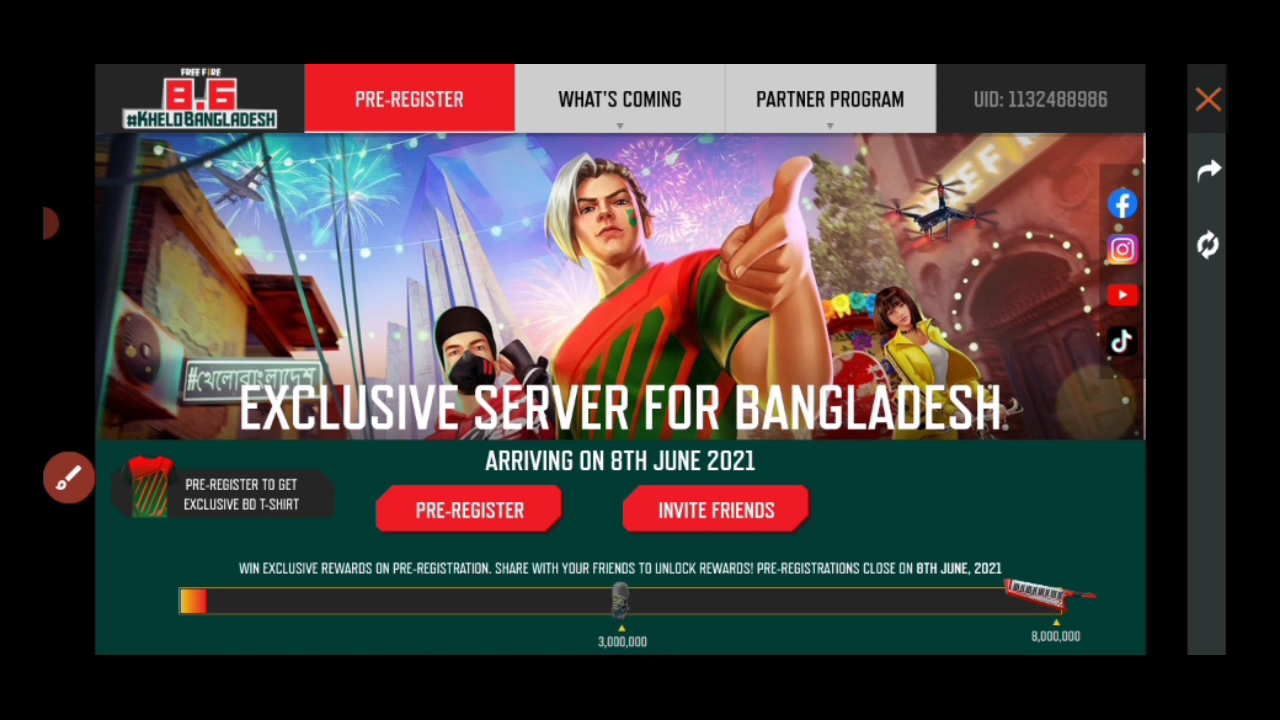 FREE FIRE
8.6
#KHELOBANGLADESH
PRE-REGISTER
WHAT'S COMING
PARTNER PROGRAM
UID: 1132488986
FREE F
#খেলোবাংলাদেশ
EXCLUSIVE SERVER FOR BANGLADESH
ARRIVING ON 8TH JUNE 2021
PRE-REGISTER TO GET
EXCLUSIVE BD T-SHIRT
PRE-REGISTER
INVITE FRIENDS
WIN EXCLUSIVE REWARDS ON PRE-REGISTRATION. SHARE WITH YOUR FRIENDS TO UNLOCK REWARDS! PRE-REGISTRATIONS CLOSE ON 8TH JUNE, 2021
3,000,000
8,000,000